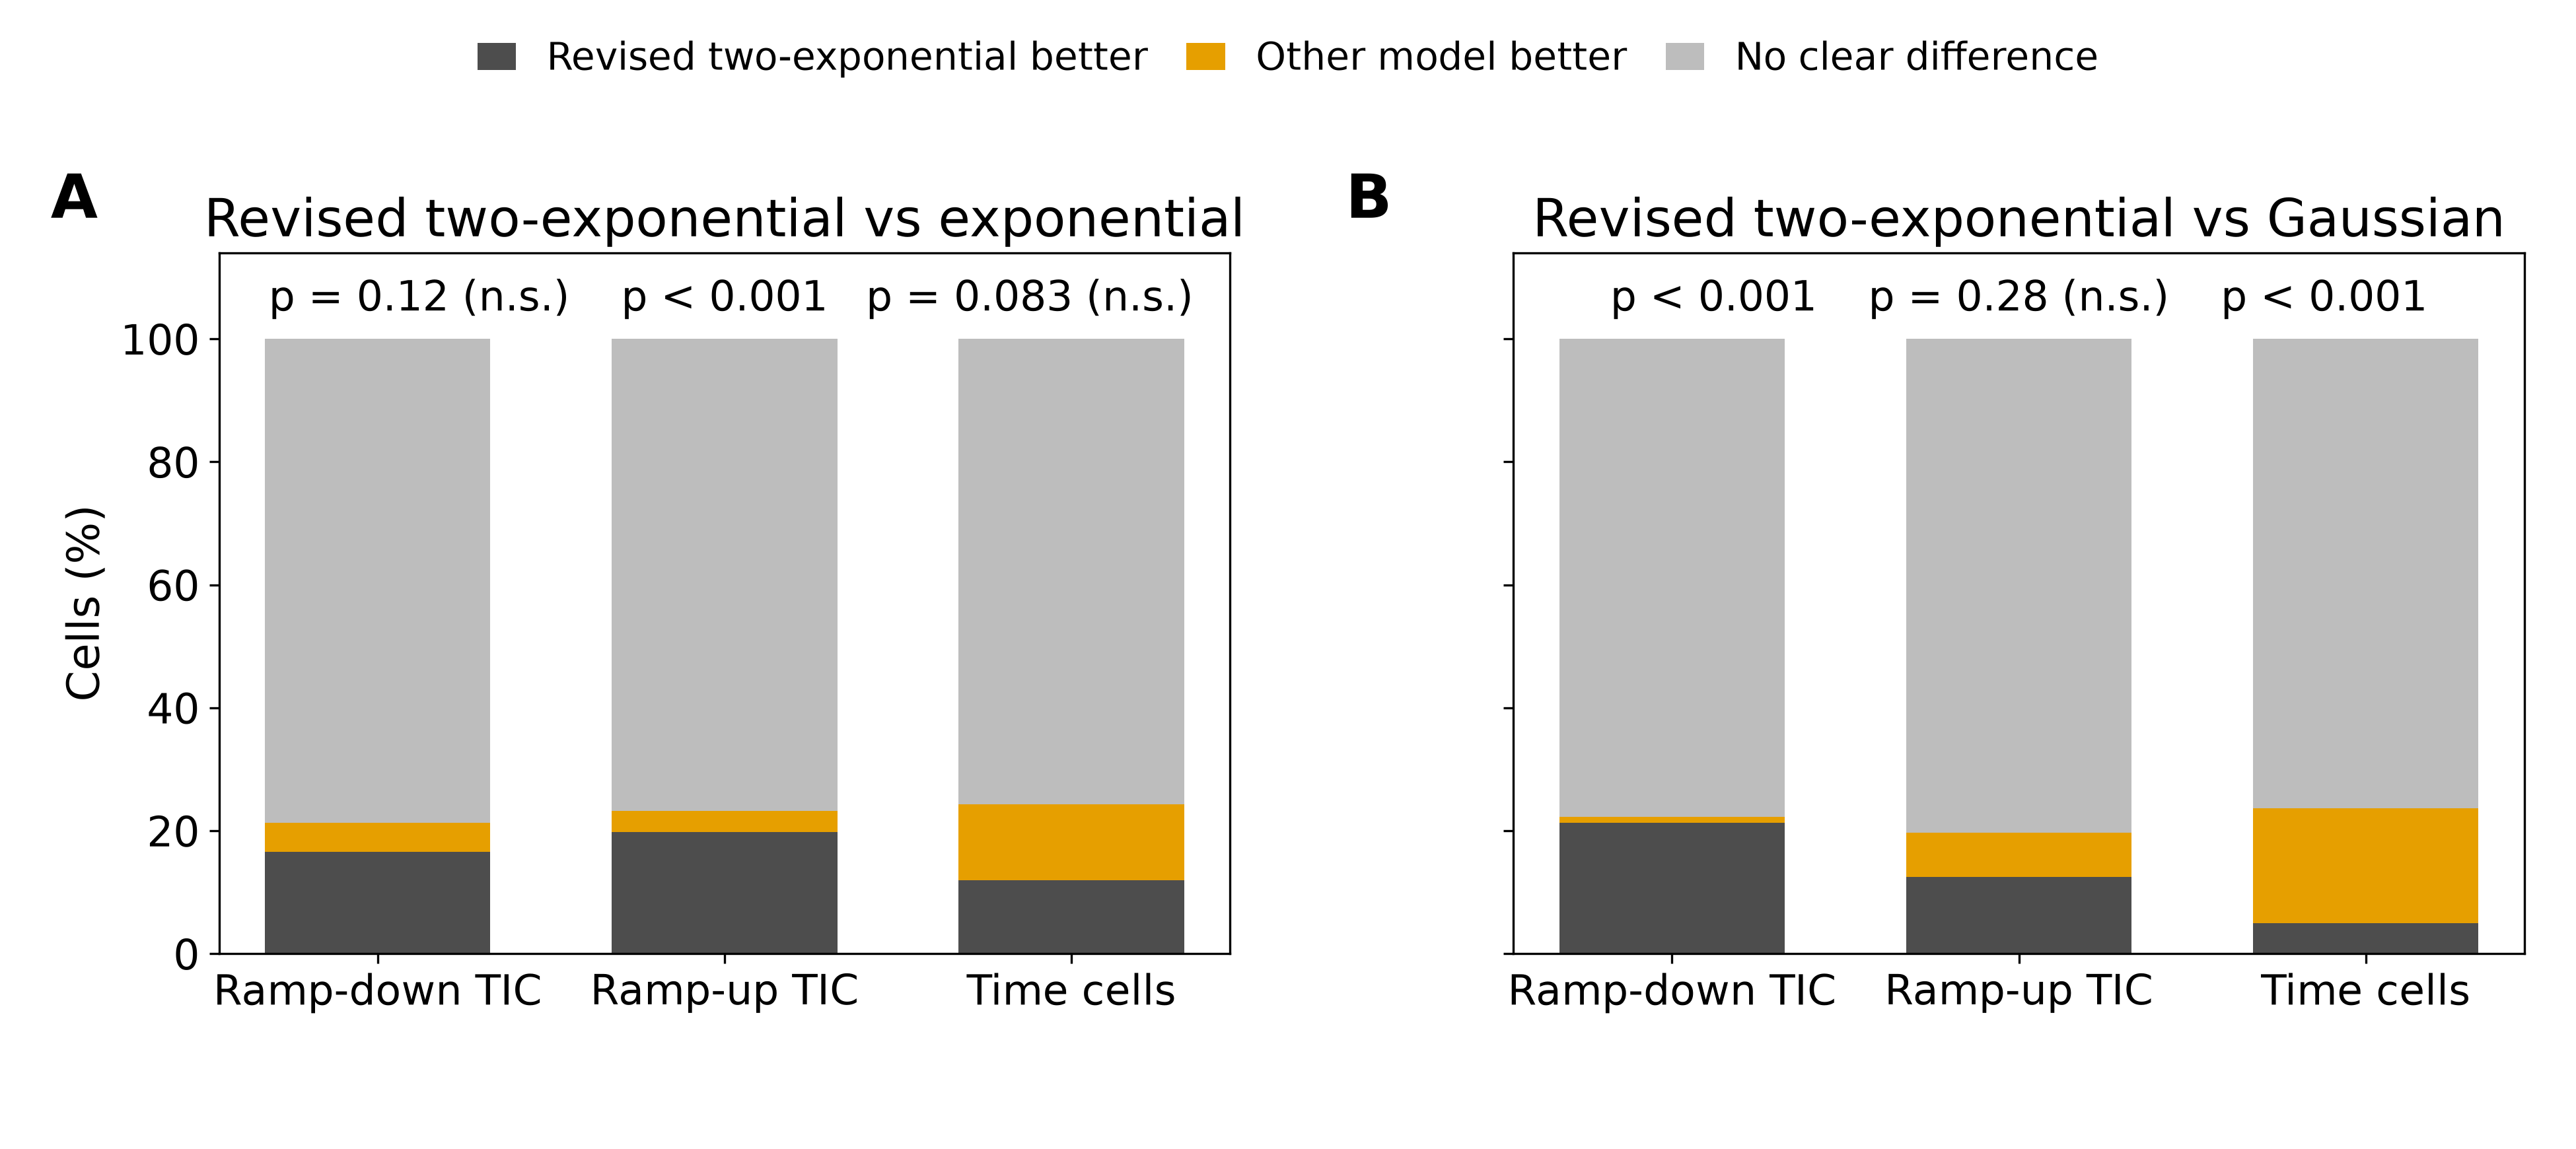 Revised two-exponential better Other model better No clear difference
A
Revised two-exponential vs exponential
p = 0.12 (n.s.) p < 0.001 p = 0.083 (n.s.)
100
80
60
40
20
0
Cells (%)
Ramp-down TIC Ramp-up TIC Time cells
B
Revised two-exponential vs Gaussian
p < 0.001 p = 0.28 (n.s.) p < 0.001
Ramp-down TIC Ramp-up TIC Time cells